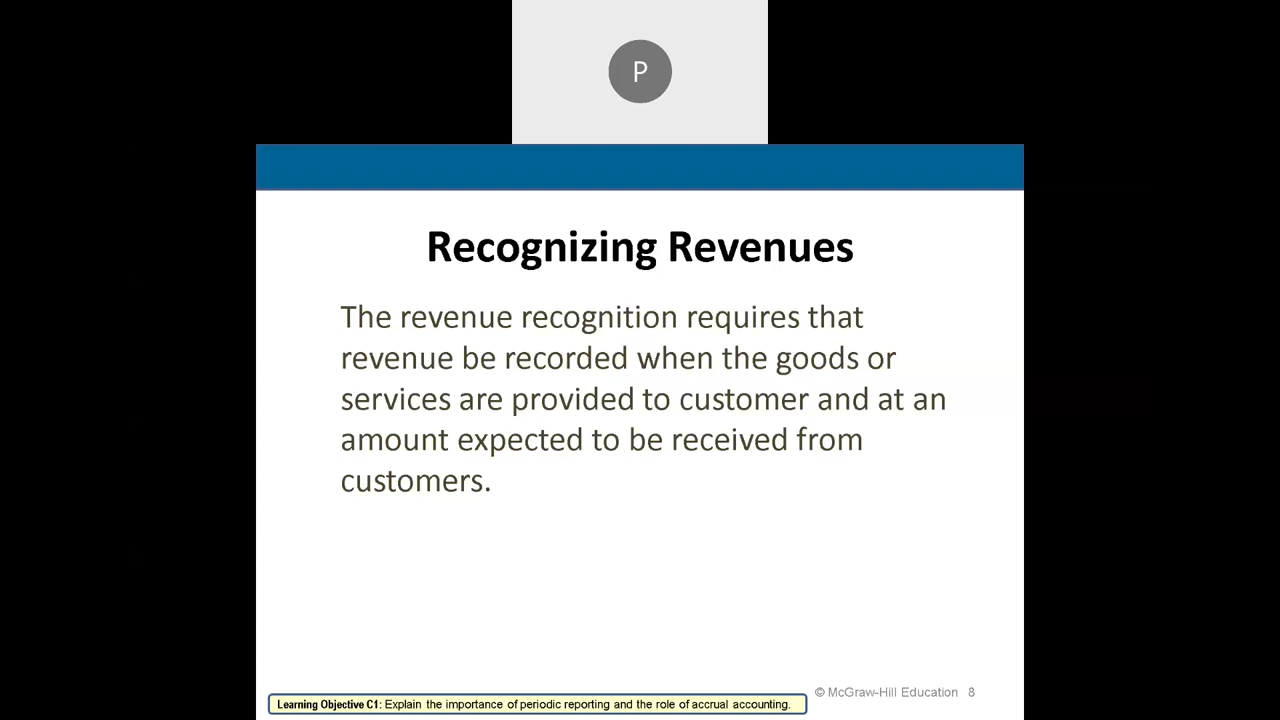 P
Recognizing Revenues
The revenue recognition requires that
revenue be recorded when the goods or
services are provided to customer and at an
amount expected to be received from
customers.
© McGraw-Hill Education 8
Learning Objective C1: Explain the importance of periodic reporting and the role of accrual accounting.